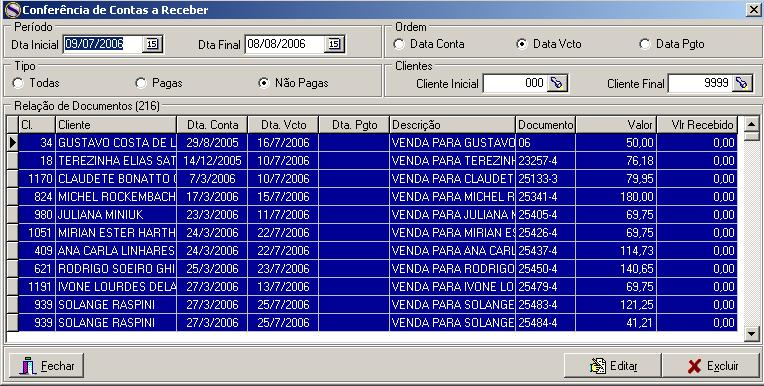 Conferência de Contas a Receber
Período
Ordem
Dta Inicial 09/07/2006 15 Dta Final 08/08/2006 15
Data Conta Data Vcto Data Pgto
Tipo
Clientes
Todas Pagas Não Pagas
Cliente Inicial 000 Cliente Final 9999
Relação de Documentos (216)
Cl. Cliente Dta. Conta Dta. Vcto Dta. Pgto Descrição Documento Valor Vlr Recebido
34 GUSTAVO COSTA DE L 29/8/2005 16/7/2006 VENDA PARA GUSTAVO 06 50,00 0,00
18 TEREZINHA ELIAS SAT 14/12/2005 10/7/2006 VENDA PARA TEREZINH 23257-4 76,18 0,00
1170 CLAUDETE BONATTO C 7/3/2006 10/7/2006 VENDA PARA CLAUDET 25133-3 79,95 0,00
824 MICHEL ROCKEMBACH 17/3/2006 15/7/2006 VENDA PARA MICHEL R 25341-4 180,00 0,00
980 JULIANA MINIUK 23/3/2006 11/7/2006 VENDA PARA JULIANA M 25405-4 69,75 0,00
1051 MIRIAN ESTER HARTH 24/3/2006 22/7/2006 VENDA PARA MIRIAN ES 25426-4 69,75 0,00
409 ANA CARLA LINHARES 24/3/2006 22/7/2006 VENDA PARA ANA CARL 25437-4 114,73 0,00
621 RODRIGO SOEIRO GHI 25/3/2006 23/7/2006 VENDA PARA RODRIGO 25450-4 140,65 0,00
1191 IVONE LOURDES DELA 27/3/2006 13/7/2006 VENDA PARA IVONE LO 25479-4 69,75 0,00
939 SOLANGE RASPINI 27/3/2006 25/7/2006 VENDA PARA SOLANGE 25483-4 121,25 0,00
939 SOLANGE RASPINI 27/3/2006 25/7/2006 VENDA PARA SOLANGE 25484-4 41,21 0,00
Fechar Editar Excluir